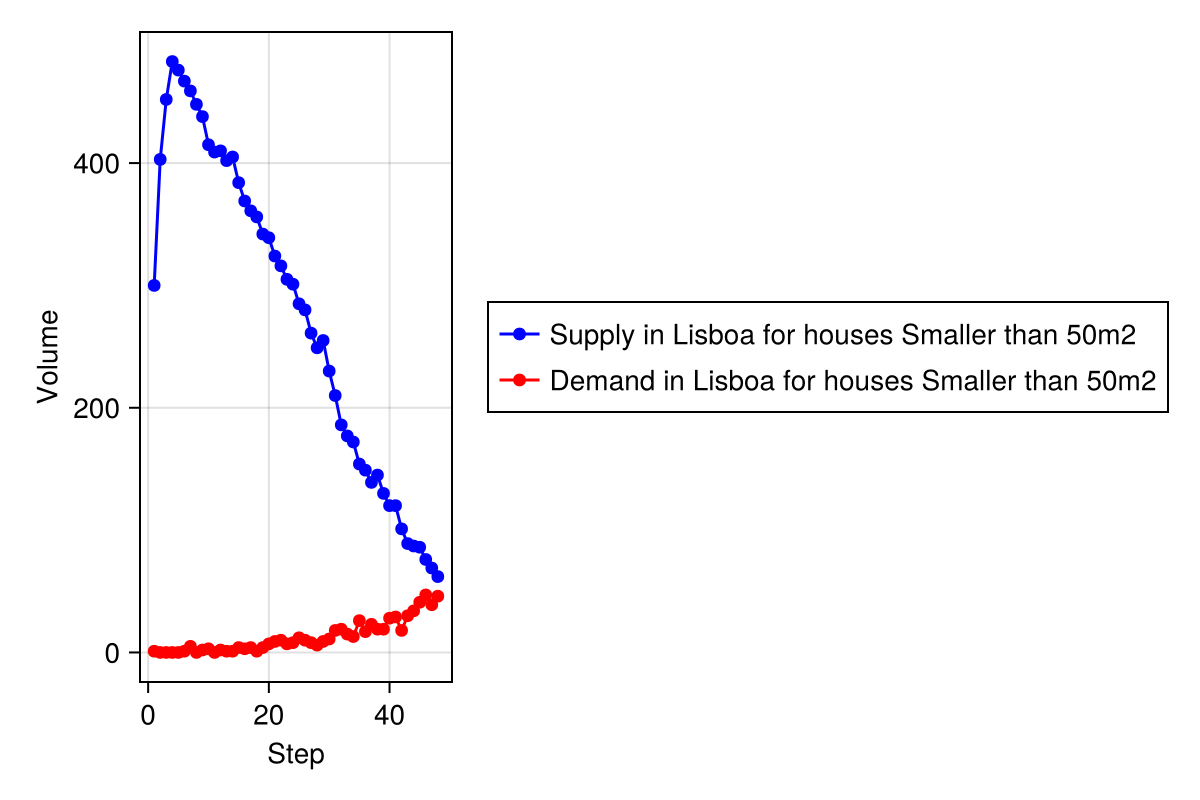 Volume
400
200
0
0 20 40
Step
Supply in Lisboa for houses Smaller than 50m2
Demand in Lisboa for houses Smaller than 50m2